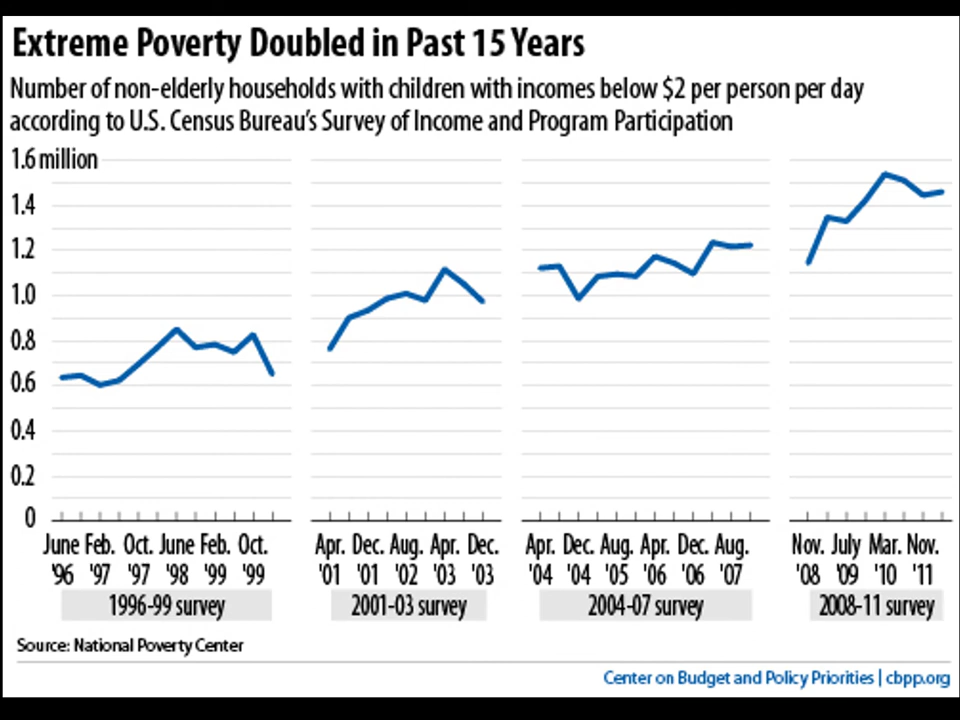 Extreme Poverty Doubled in Past 15 Years
Number of non-elderly households with children with incomes below $2 per person per day
according to U.S. Census Bureau's Survey of Income and Program Participation
1.6 million
1.4
1.2
1.0
0.8
0.6
0.4
0.2
0
June Feb. Oct. June Feb. Oct.
'96 '97 '97 '98 '99 '99
1996-99 survey
Apr. Dec. Aug. Apr. Dec.
'01 '01 '02 '03 '03
2001-03 survey
Apr. Dec. Aug. Apr. Dec. Aug.
'04 '04 '05 '06 '06 '07
2004-07 survey
Nov. July Mar. Nov.
'08 '09 '10 '11
2008-11 survey
Source: National Poverty Center
Center on Budget and Policy Priorities | cbpp.org